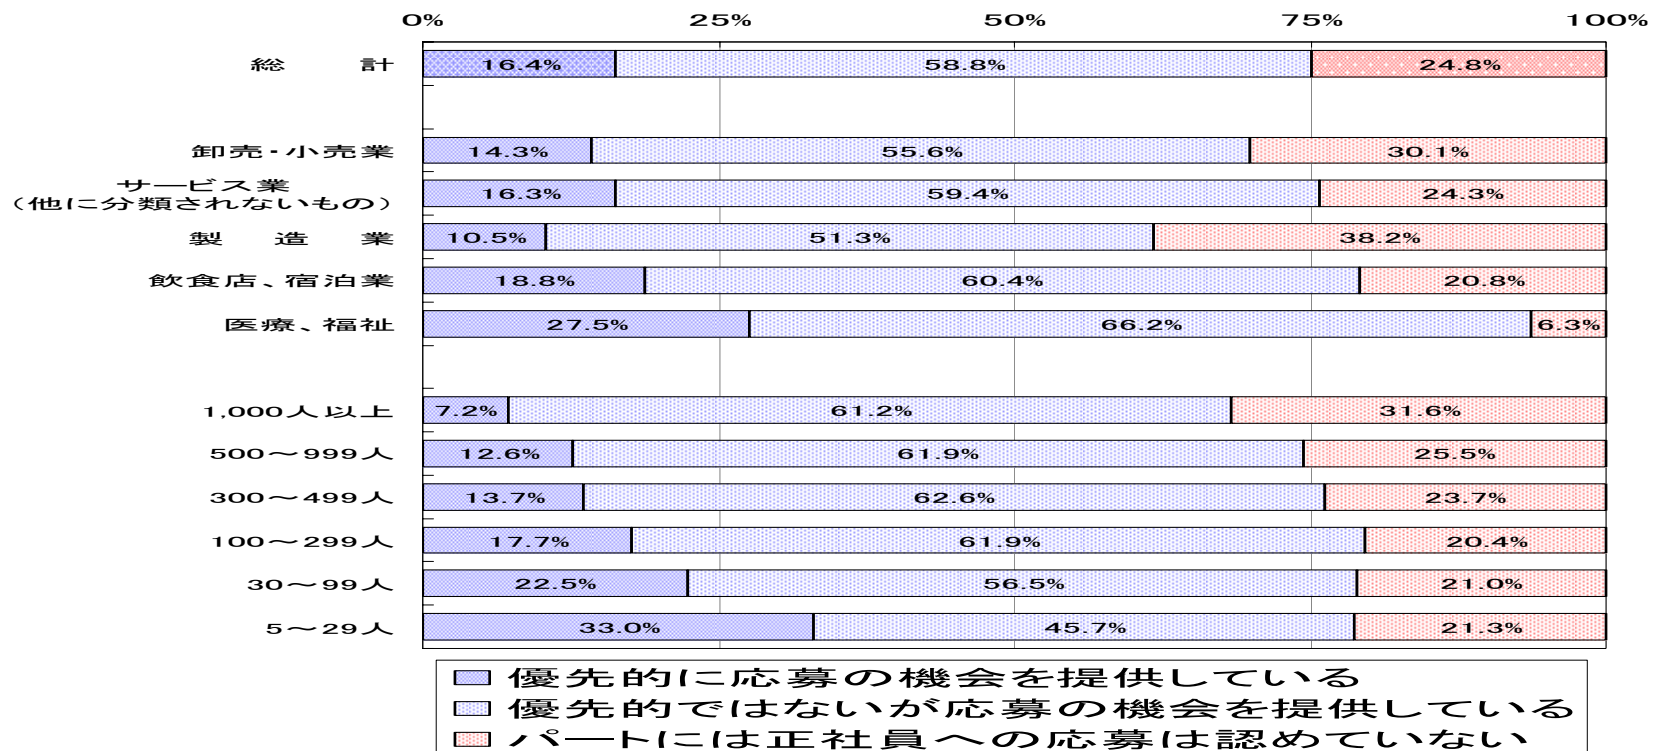 0% 25% 50% 75% 100%
総 計 16.4% 58.8% 24.8%
卸売・小売業 14.3% 55.6% 30.1%
サービス業
(他に分類されないもの) 16.3% 59.4% 24.3%
製 造 業 10.5% 51.3% 38.2%
飲食店、宿泊業 18.8% 60.4% 20.8%
医療、福祉 27.5% 66.2% 6.3%
1,000人以上 7.2% 61.2% 31.6%
500～999人 12.6% 61.9% 25.5%
300～499人 13.7% 62.6% 23.7%
100～299人 17.7% 61.9% 20.4%
30～99人 22.5% 56.5% 21.0%
5～29人 33.0% 45.7% 21.3%
優先的に応募の機会を提供している
優先的ではないが応募の機会を提供している
パートには正社員への応募は認めていない